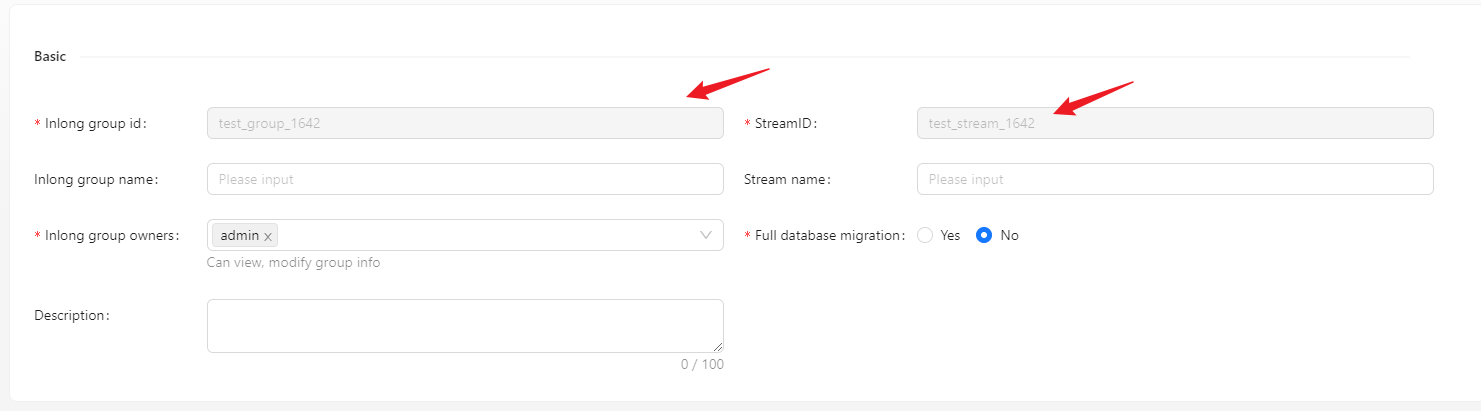 Basic
* Inlong group id: test_group_1642 * StreamID: test_stream_1642
Inlong group name: Please input Stream name: Please input
* Inlong group owners: admin x * Full database migration: Yes No
Can view, modify group info
Description:
0 / 100